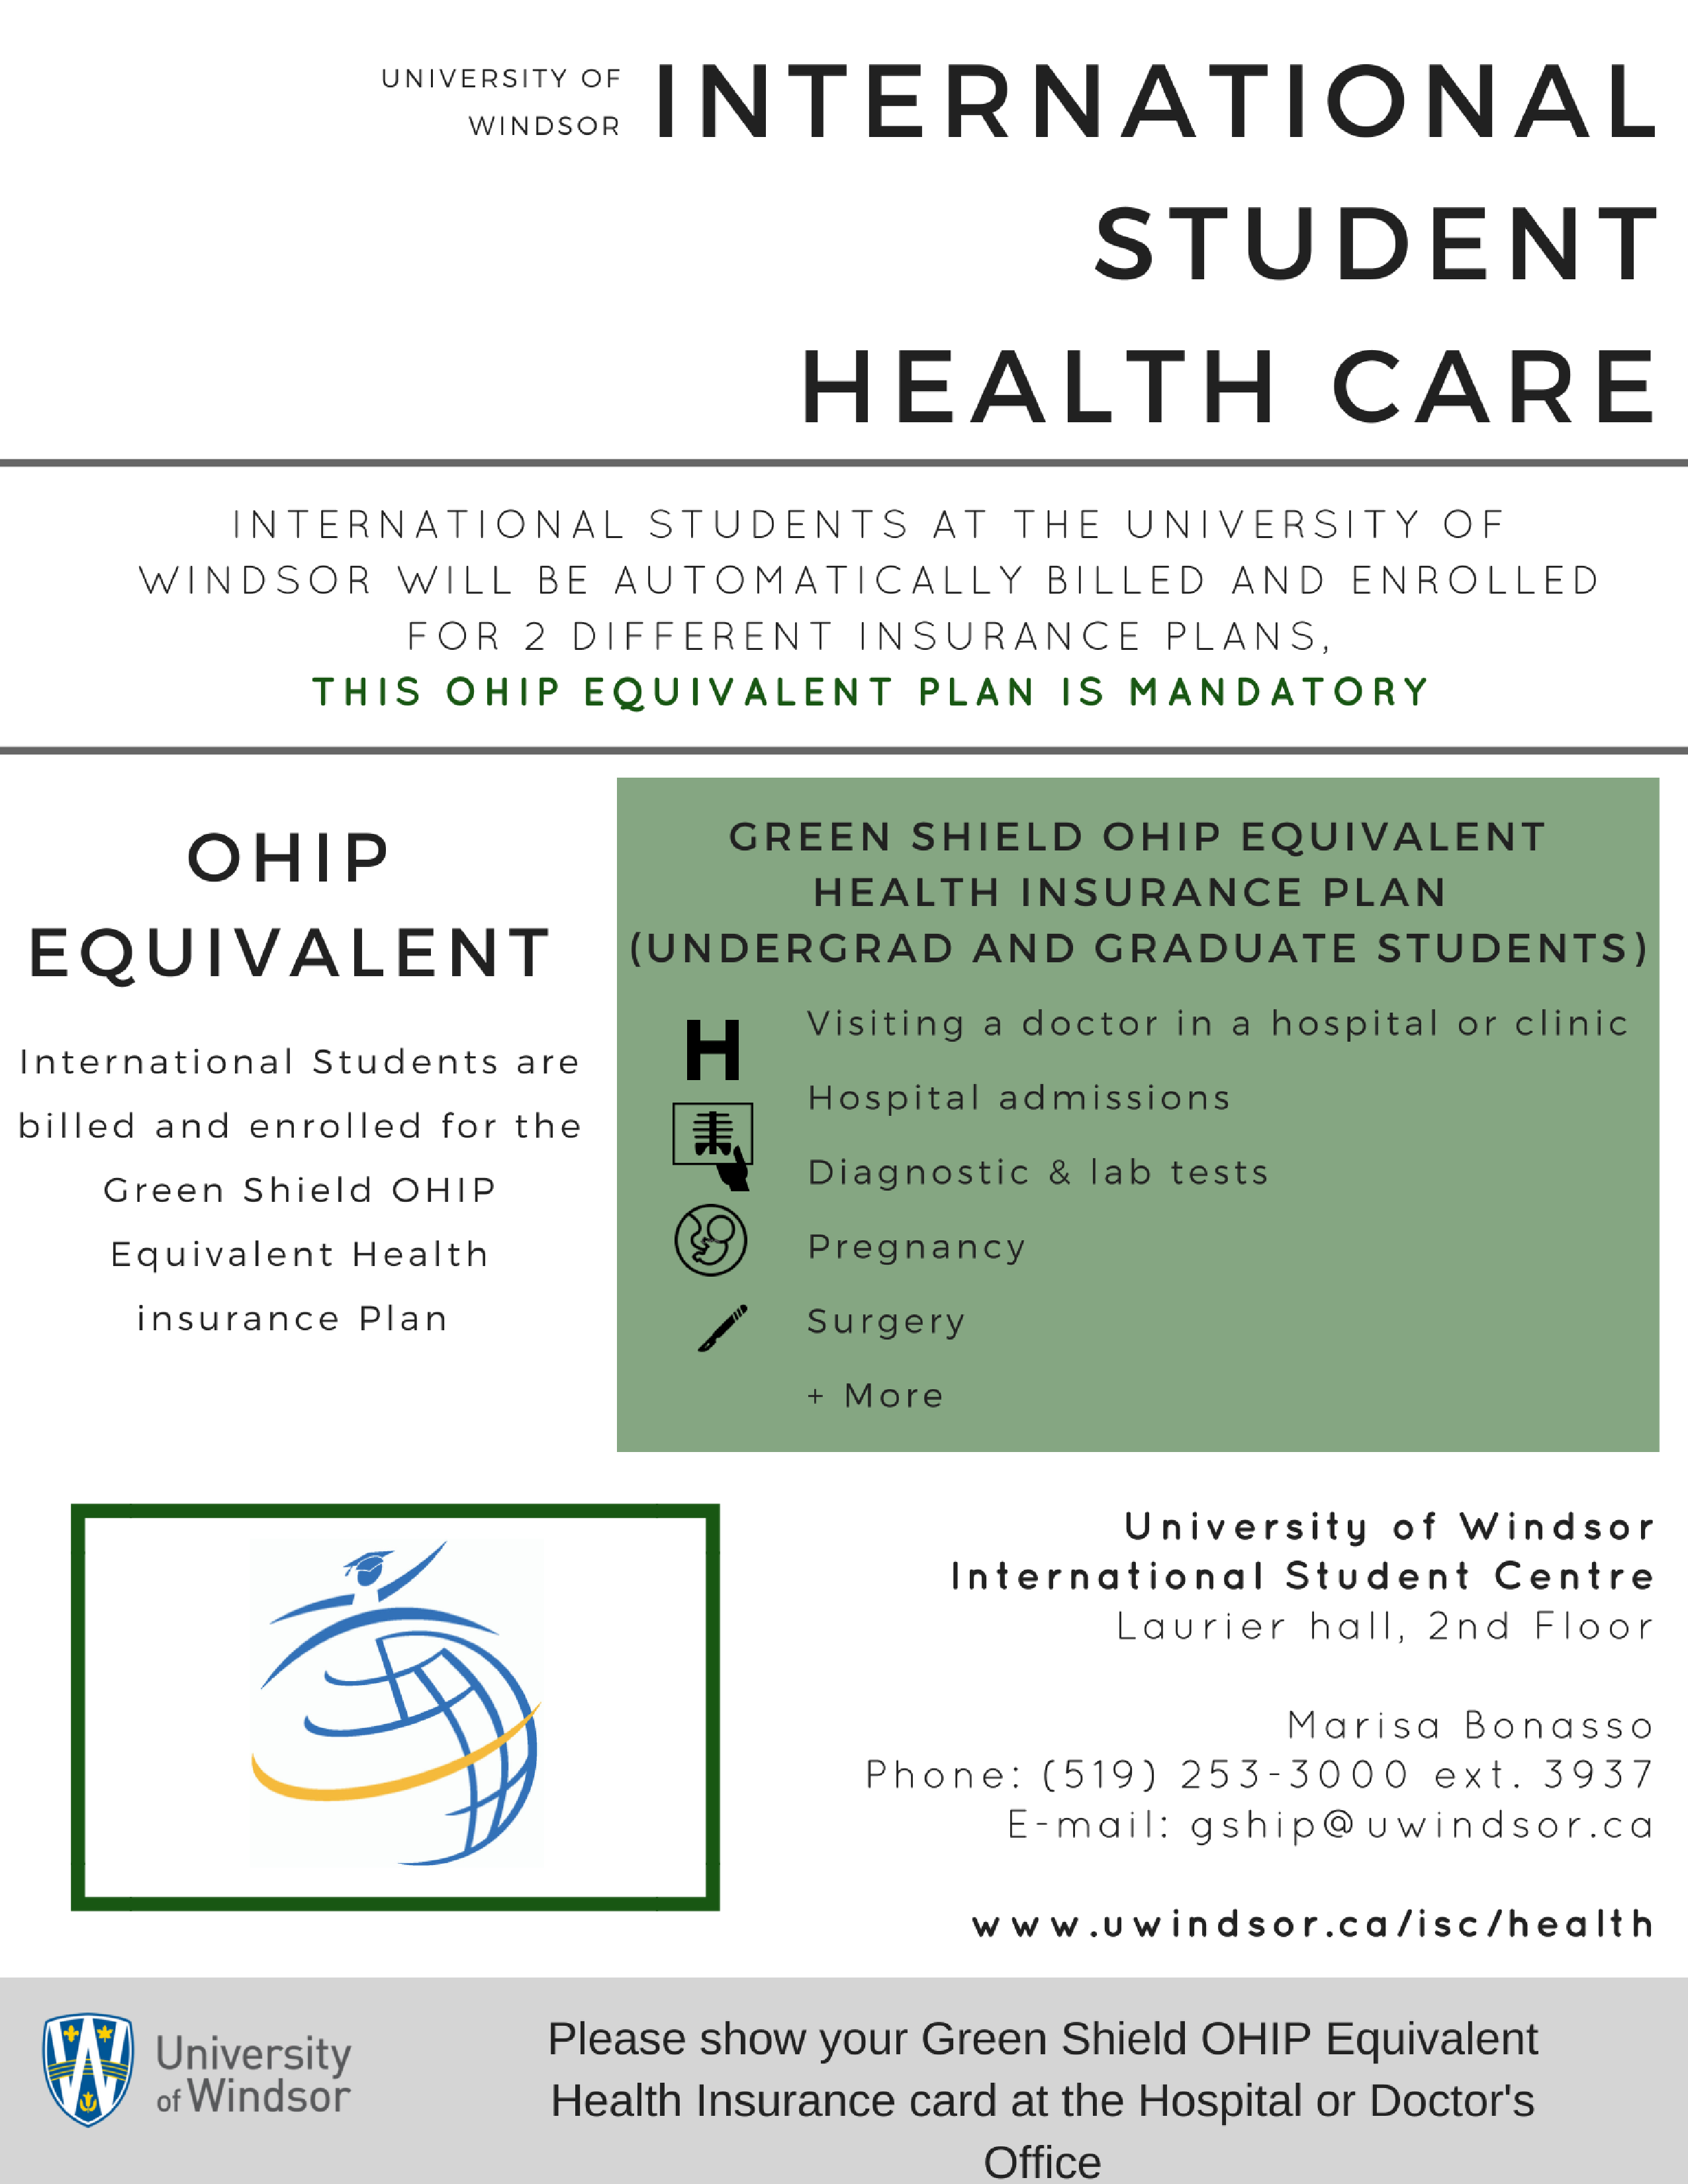 UNIVERSITY OF
WINDSOR
INTERNATIONAL
STUDENT
HEALTH CARE
INTERNATIONAL STUDENTS AT THE UNIVERSITY OF
WINDSOR WILL BE AUTOMATICALLY BILLED AND ENROLLED
FOR 2 DIFFERENT INSURANCE PLANS,
THIS OHIP EQUIVALENT PLAN IS MANDATORY
OHIP
EQUIVALENT
International Students are
billed and enrolled for the
Green Shield OHIP
Equivalent Health
insurance Plan
GREEN SHIELD OHIP EQUIVALENT
HEALTH INSURANCE PLAN
(UNDERGRAD AND GRADUATE STUDENTS)
H
Visiting a doctor in a hospital or clinic
Hospital admissions
Diagnostic & lab tests
Pregnancy
Surgery
+ More
University of Windsor
International Student Centre
Laurier hall, 2nd Floor
Marisa Bonasso
Phone: (519) 253-3000 ext. 3937
E-mail: gship@uwindsor.ca
www.uwindsor.ca/isc/health
University
of Windsor
Please show your Green Shield OHIP Equivalent
Health Insurance card at the Hospital or Doctor's
Office